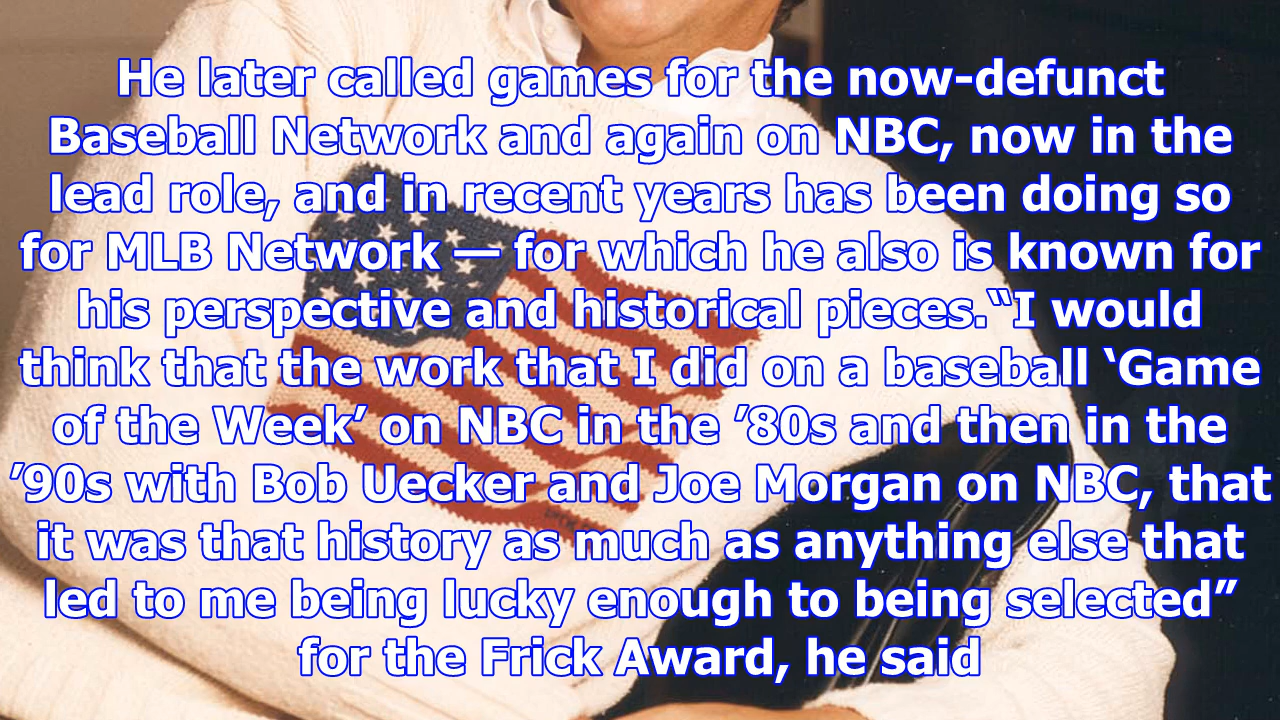 He later called games for the now-defunct
Baseball Network and again on NBC, now in the
lead role, and in recent years has been doing so
for MLB Network — for which he also is known for
his perspective and historical pieces.“I would
think that the work that I did on a baseball ‘Game
of the Week’ on NBC in the ’80s and then in the
’90s with Bob Uecker and Joe Morgan on NBC, that
it was that history as much as anything else that
led to me being lucky enough to being selected”
for the Frick Award, he said